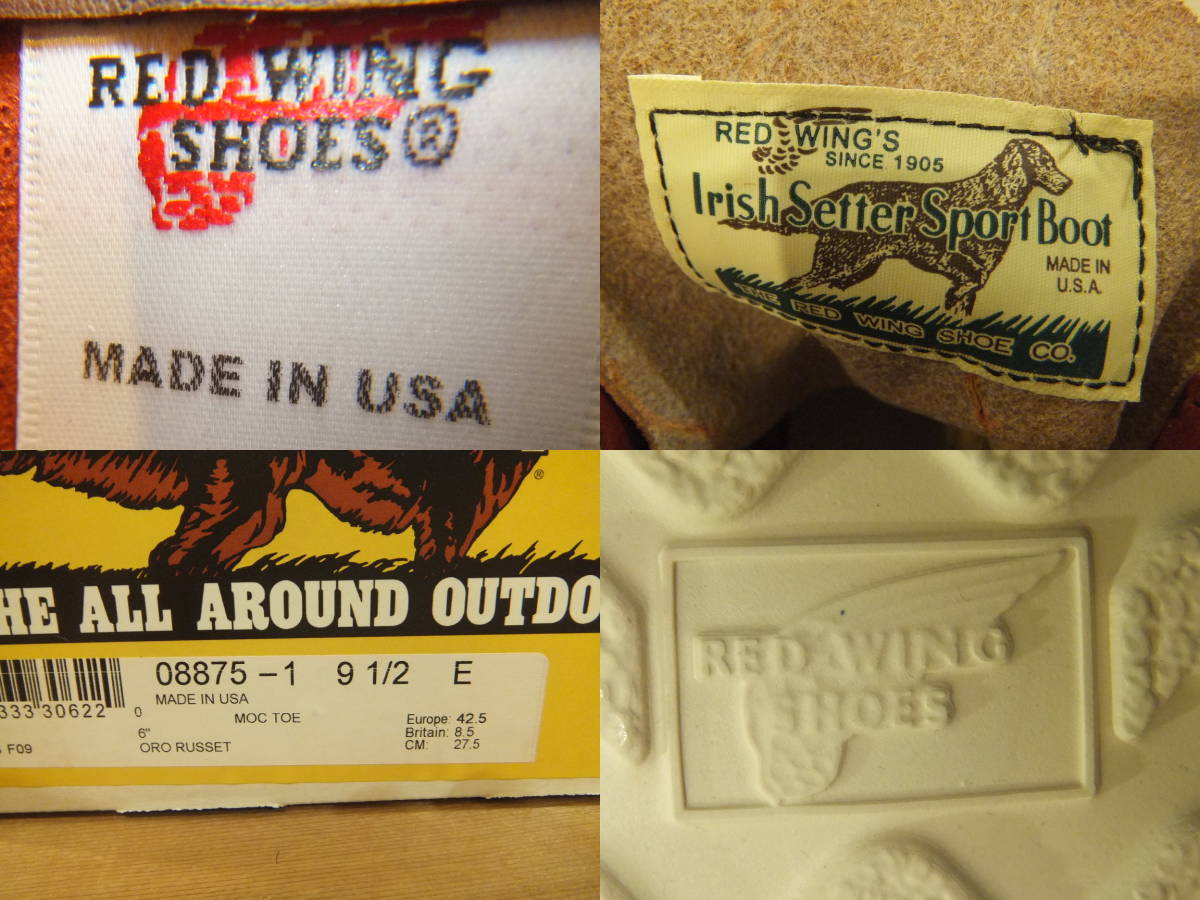 RED WING
SHOES®
MADE IN USA
RED WING'S
SINCE 1905
Irish Setter Sport Boot
MADE IN
U.S.A.
THE RED WING SHOE CO.
®
HE ALL AROUND OUTDO
08875-1 9 1/2 E
MADE IN USA
333 30622 0
MOC TOE
6"
Europe: 42.5
Britain: 8.5
F09
ORO RUSSET
CM: 27.5
RED WING
SHOES